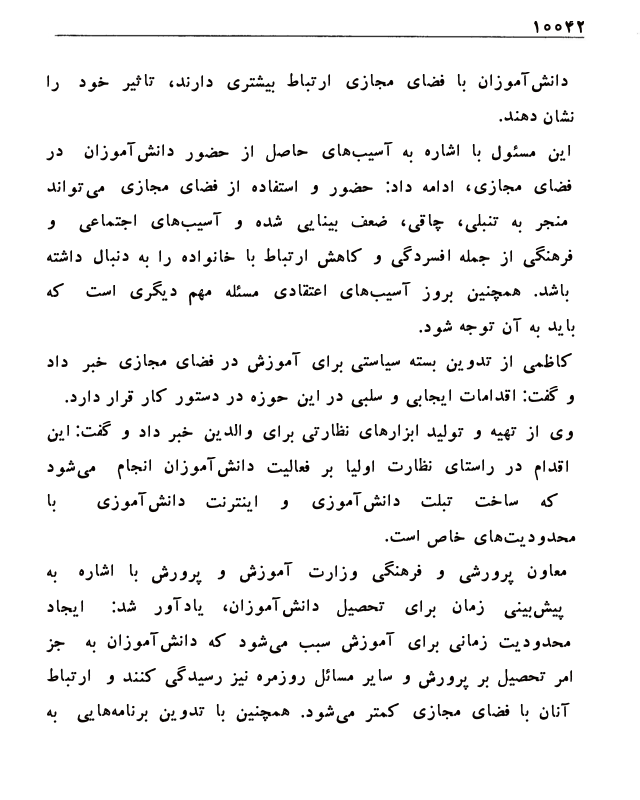 ۱۰۰۴۲
دانش‌آموزان با فضای مجازی ارتباط بیشتری دارند، تاثیر خود را
نشان دهند.
این مسئول با اشاره به آسیب‌های حاصل از حضور دانش‌آموزان در
فضای مجازی، ادامه داد: حضور و استفاده از فضای مجازی می‌تواند
منجر به تنبلی، چاقی، ضعف بینایی شده و آسیب‌های اجتماعی و
فرهنگی از جمله افسردگی و کاهش ارتباط با خانواده را به دنبال داشته
باشد. همچنین بروز آسیب‌های اعتقادی مسئله مهم دیگری است که
باید به آن توجه شود.
کاظمی از تدوین بسته سیاستی برای آموزش در فضای مجازی خبر داد
و گفت: اقدامات ایجابی و سلبی در این حوزه در دستور کار قرار دارد.
وی از تهیه و تولید ابزارهای نظارتی برای والدین خبر داد و گفت: این
اقدام در راستای نظارت اولیا بر فعالیت دانش‌آموزان انجام می‌شود
که ساخت تبلت دانش‌آموزی و اینترنت دانش‌آموزی با
محدودیت‌های خاص است.
معاون پرورشی و فرهنگی وزارت آموزش و پرورش با اشاره به
پیش‌بینی زمان برای تحصیل دانش‌آموزان، یادآور شد: ایجاد
محدودیت زمانی برای آموزش سبب می‌شود که دانش‌آموزان به جز
امر تحصیل بر پرورش و سایر مسائل روزمره نیز رسیدگی کنند و ارتباط
آنان با فضای مجازی کمتر می‌شود. همچنین با تدوین برنامه‌هایی به